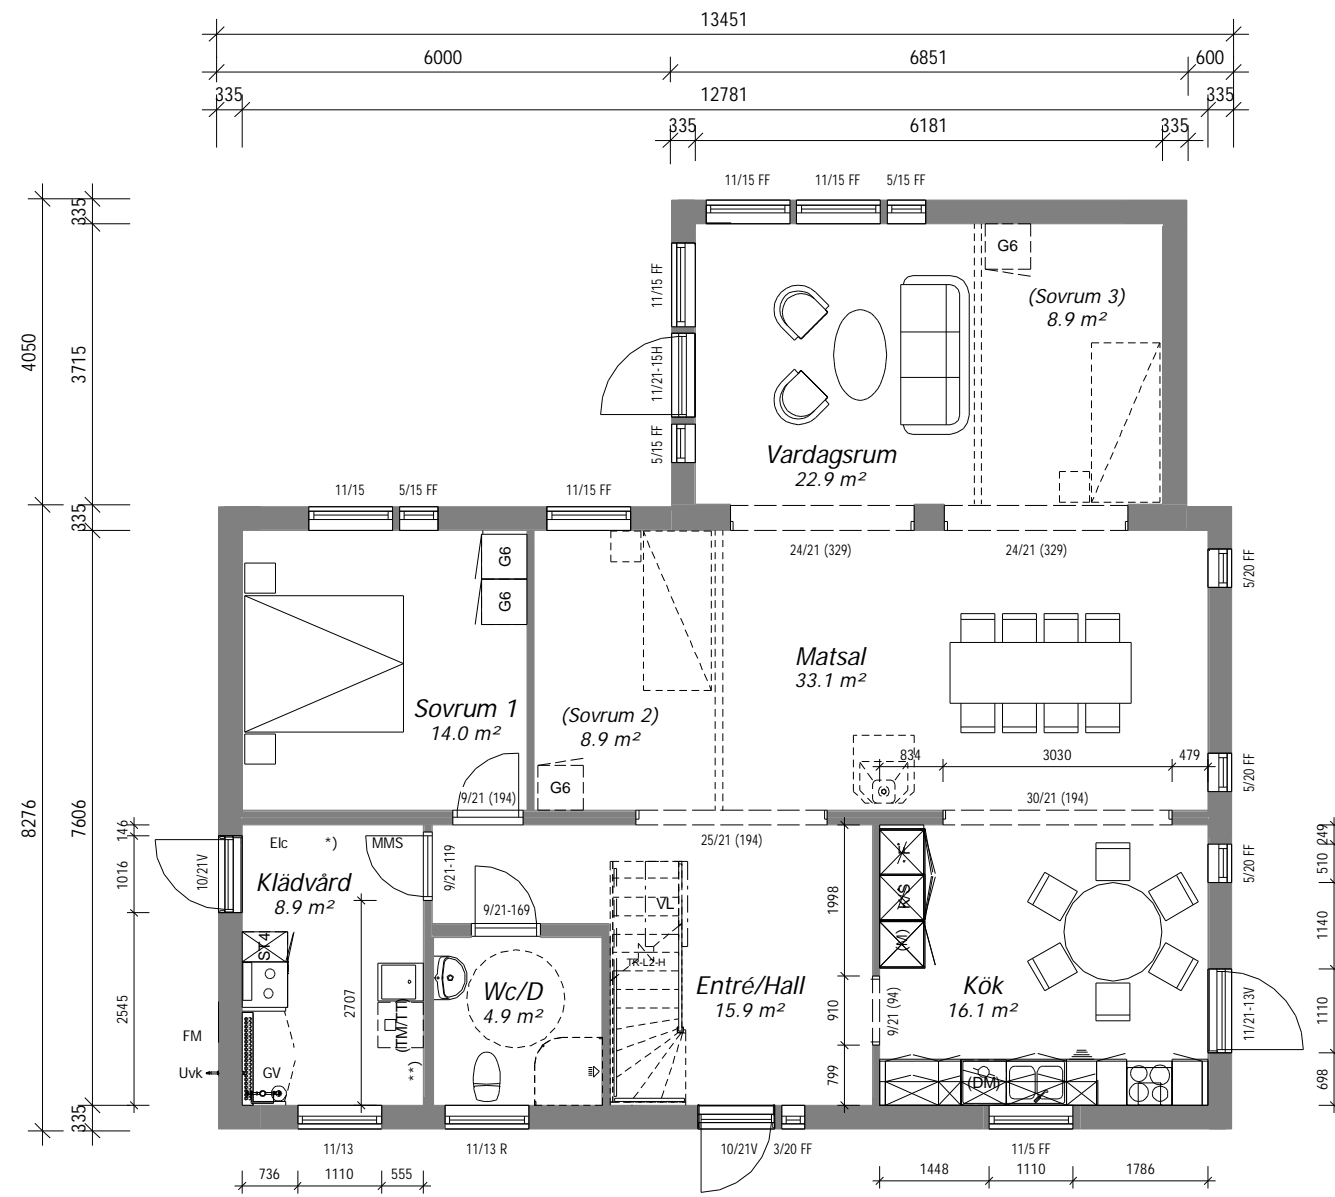 13451
6000 6851 600
335 12781 335
335 6181 335
11/15 FF 11/15 FF 5/15 FF
335
4050
3715
11/15 FF
11/21-15H
5/15 FF
G6
(Sovrum 3)
8.9 m²
Vardagsrum
22.9 m²
11/15 5/15 FF 11/15 FF
335
24/21 (329) 24/21 (329)
5/20 FF
G6
G6
Matsal
33.1 m²
Sovrum 1
14.0 m²
(Sovrum 2)
8.9 m²
G6
834 3030 479
5/20 FF
9/21 (194)
30/21 (194)
8276
7606
146
1016
2545
335
Elc *) MMS
10/21V
9/21-119
25/21 (194)
Klädvård
8.9 m²
9/21-169
VL
TR-L2-H
1998
910
799
K
K/S
(M)
5/20 FF
249
510
1140
1110
698
ST4
2707
Wc/D
4.9 m²
Entré/Hall
15.9 m²
9/21 (94)
Kök
16.1 m²
11/21-13V
FM
Uvk
GV
(TM/TT)
**)
(DM)
11/13 11/13 R 10/21V 3/20 FF 11/5 FF
736 1110 555 1448 1110 1786